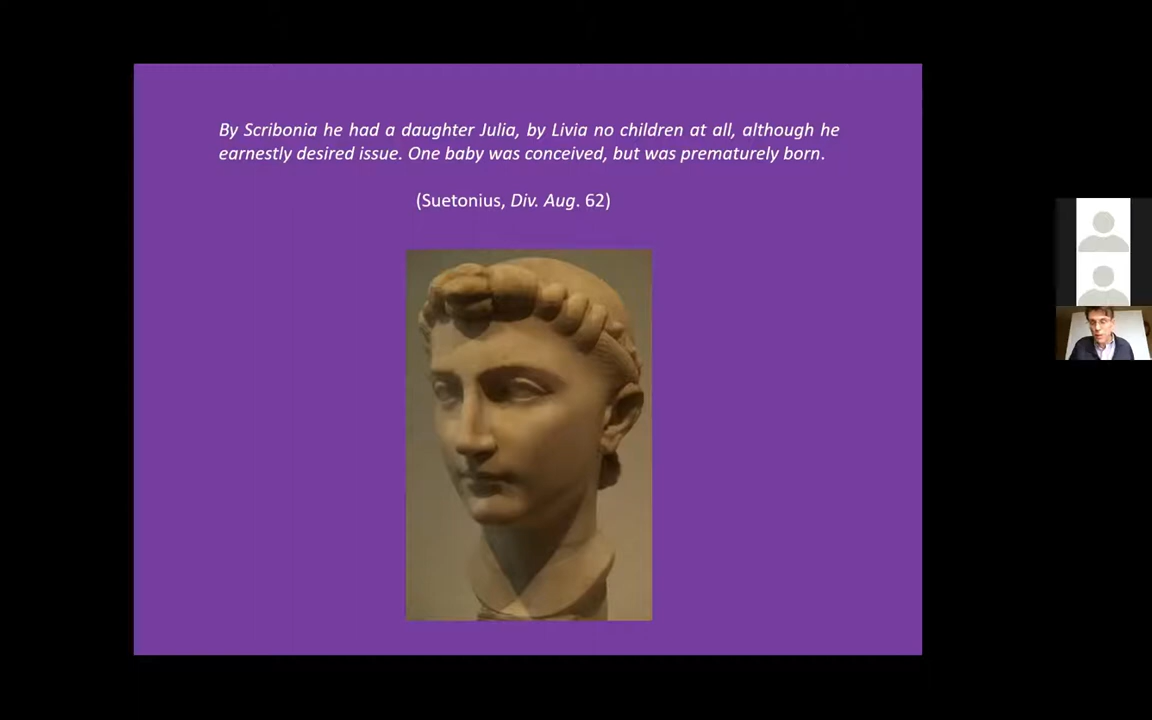 By Scribonia he had a daughter Julia, by Livia no children at all, although he
earnestly desired issue. One baby was conceived, but was prematurely born.
(Suetonius, Div. Aug. 62)